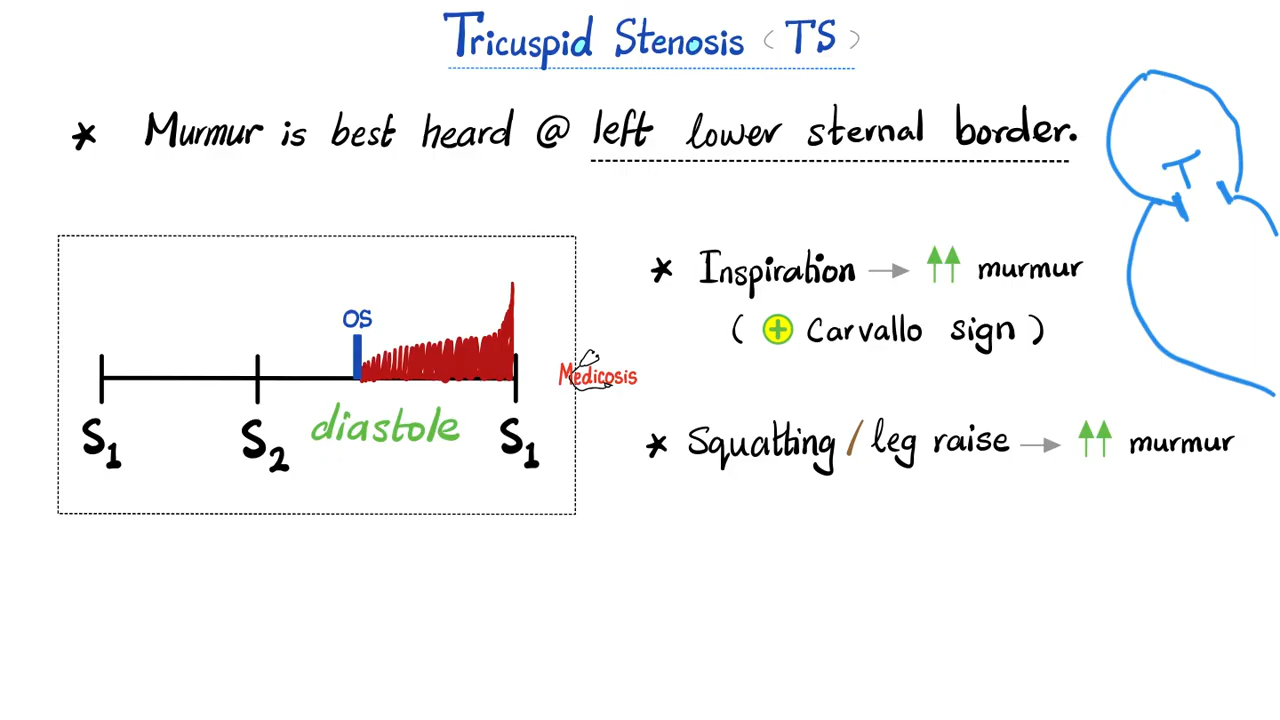 Tricuspid Stenosis (TS)
* Murmur is best heard @ left lower sternal border.
T
* Inspiration → ↑↑ murmur
( + Carvallo sign )
OS
Medicosis
diastole
S1 S2 S1
* Squatting / leg raise → ↑↑ murmur